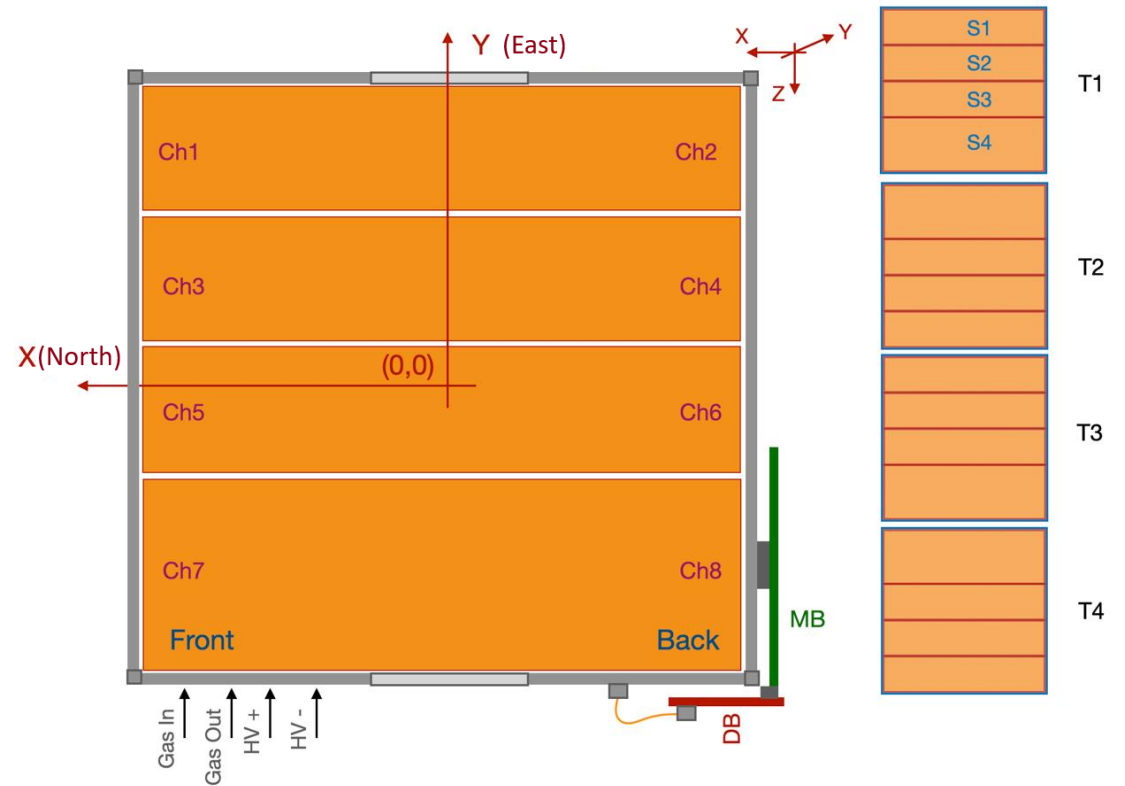 Y (East)
X
Y
Z
S1
S2
S3
S4
T1
Ch1
Ch2
Ch3
Ch4
T2
X(North)
(0,0)
Ch5
Ch6
T3
Ch7
Ch8
MB
T4
Front
Back
Gas In
Gas Out
HV +
HV -
DB